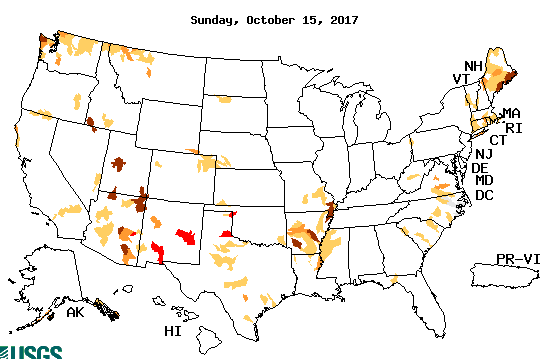 Sunday, October 15, 2017
NH
VT
MA
RI
CT
NJ
DE
MD
DC
PR-VI
AK
HI
USGS